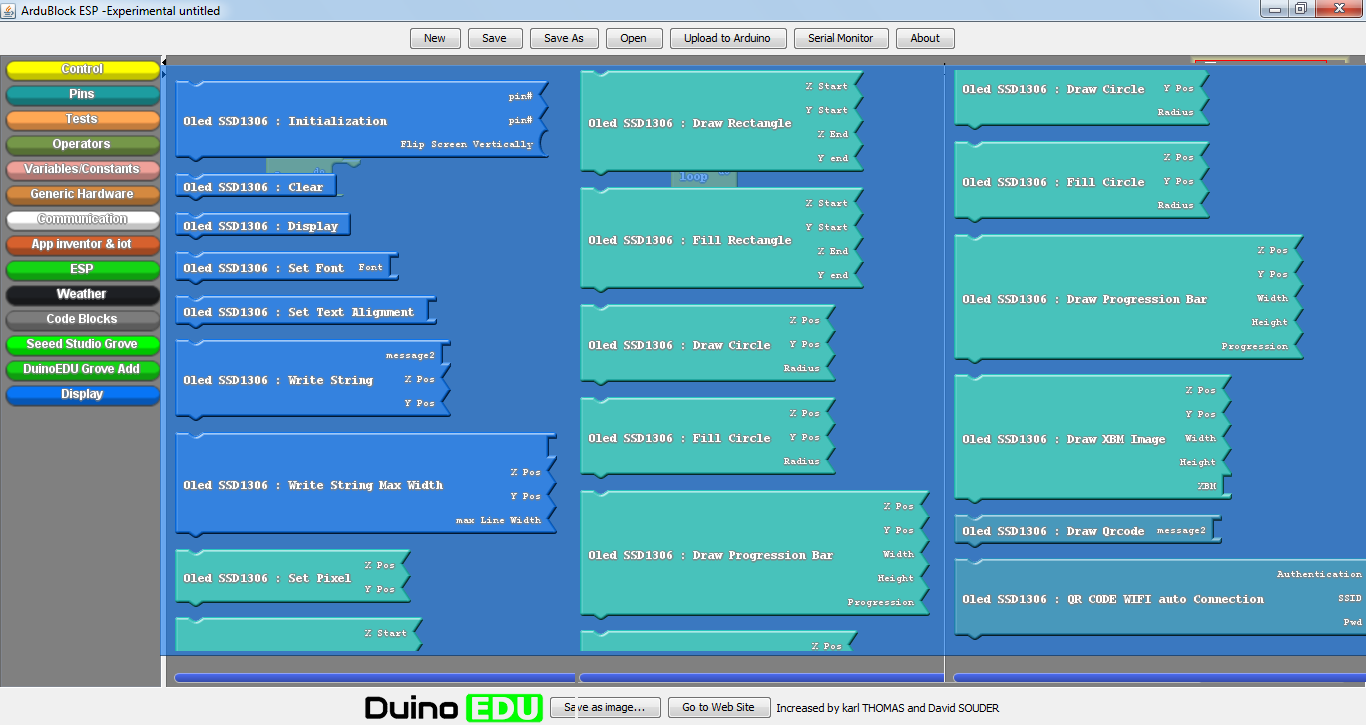 ArduBlock ESP -Experimental untitled
New
Save
Save As
Open
Upload to Arduino
Serial Monitor
About
Control
Pins
Tests
Operators
Variables/Constants
Generic Hardware
Communication
App inventor & iot
ESP
Weather
Code Blocks
Seeed Studio Grove
DuinoEDU Grove Add
Display
Oled SSD1306 : Initialization
pin#
pin#
Flip Screen Vertically
Oled SSD1306 : Clear
Oled SSD1306 : Display
Oled SSD1306 : Set Font Font
Oled SSD1306 : Set Text Alignment
Oled SSD1306 : Write String
message2
X Pos
Y Pos
Oled SSD1306 : Write String Max Width
X Pos
Y Pos
max Line Width
Oled SSD1306 : Set Pixel
X Pos
Y Pos
X Start
Oled SSD1306 : Draw Rectangle
X Start
Y Start
X End
Y end
loop
Oled SSD1306 : Fill Rectangle
X Start
Y Start
X End
Y end
Oled SSD1306 : Draw Circle
X Pos
Y Pos
Radius
Oled SSD1306 : Fill Circle
X Pos
Y Pos
Radius
Oled SSD1306 : Draw Progression Bar
X Pos
Y Pos
Width
Height
Progression
X Pos
Oled SSD1306 : Draw Circle
Y Pos
Radius
Oled SSD1306 : Fill Circle
X Pos
Y Pos
Radius
Oled SSD1306 : Draw Progression Bar
X Pos
Y Pos
Width
Height
Progression
Oled SSD1306 : Draw XBM Image
X Pos
Y Pos
Width
Height
XBM
Oled SSD1306 : Draw Qrcode message2
Oled SSD1306 : QR CODE WIFI auto Connection
Authentication
SSID
Pwd
Duino EDU
Save as image...
Go to Web Site
Increased by karl THOMAS and David SOUDER